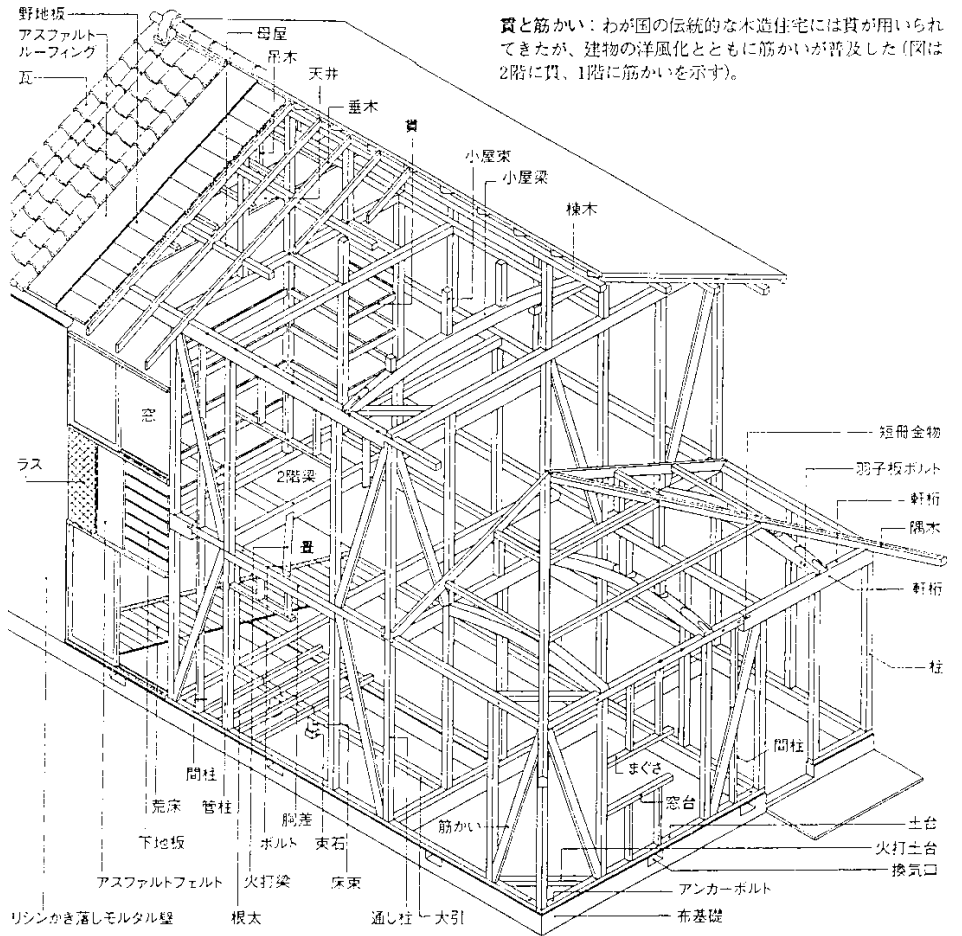 野地板
アスファルト
ルーフィング
瓦
母屋
吊木
天井
垂木
貫
小屋束
小屋梁
棟木
貫と筋かい：わが国の伝統的な木造住宅には貫が用いられ
てきたが、建物の洋風化とともに筋かいが普及した（図は
2階に貫、1階に筋かいを示す）。
窓
ラス
2階梁
畳
短冊金物
羽子板ボルト
軒桁
隅木
軒桁
柱
間柱
まぐさ
窓台
筋かい
土台
火打土台
換気口
アンカーボルト
布基礎
間柱
荒床
管柱
胴差
下地板
ボルト
束石
アスファルトフェルト
火打梁
床束
リシンかき落しモルタル壁
根太
通し柱
大引